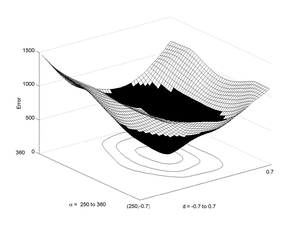 1500
1000
Error
500
360
0
0.7
α = 250 to 360
(250,-0.7)
d = -0.7 to 0.7